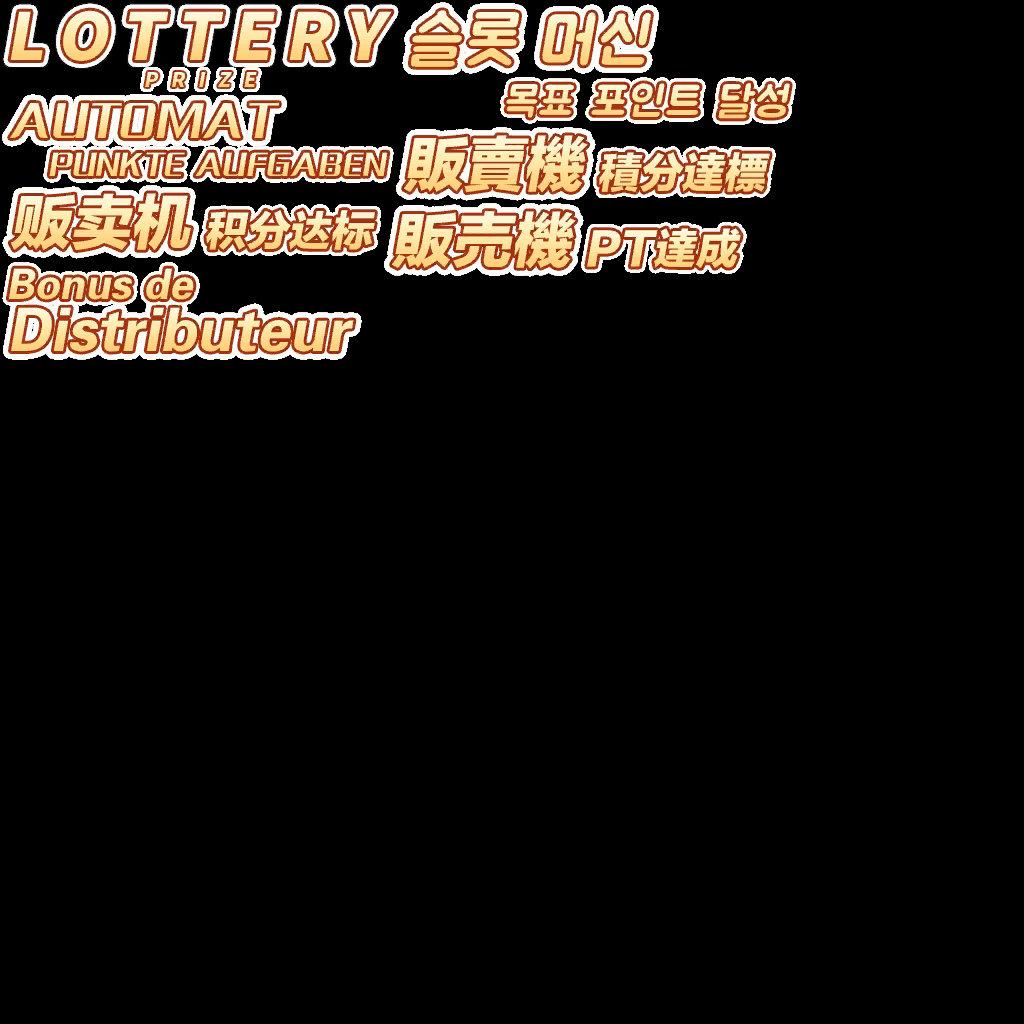 LOTTERY
PRIZE
슬롯 머신
목표 포인트 달성
AUTOMAT
PUNKTE AUFGABEN
販賣機 積分達標
贩卖机 积分达标
販売機 PT達成
Bonus de
Distributeur